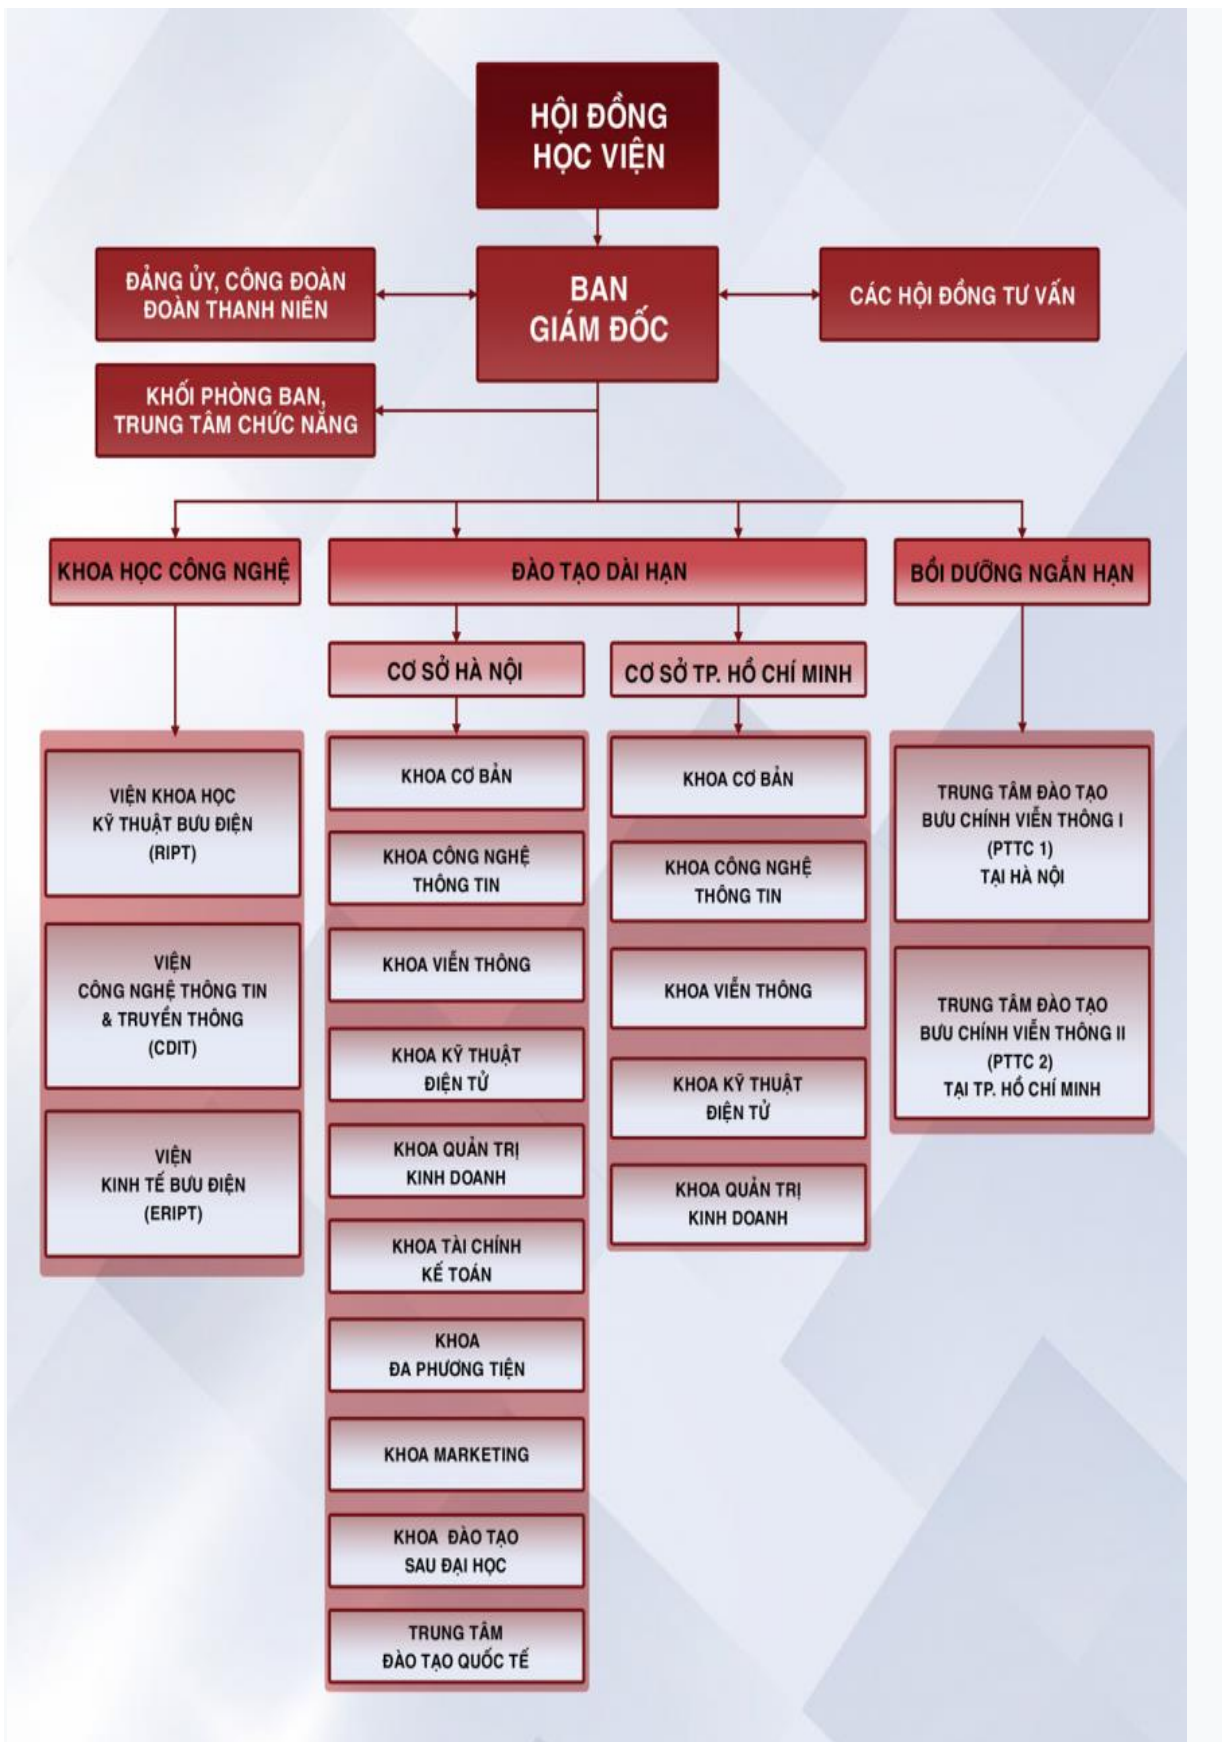 HỘI ĐỒNG
HỌC VIỆN
ĐẢNG ỦY, CÔNG ĐOÀN
ĐOÀN THANH NIÊN
BAN
GIÁM ĐỐC
CÁC HỘI ĐỒNG TƯ VẤN
KHỐI PHÒNG BAN,
TRUNG TÂM CHỨC NĂNG
KHOA HỌC CÔNG NGHỆ
ĐÀO TẠO DÀI HẠN
BỒI DƯỠNG NGẮN HẠN
CƠ SỞ HÀ NỘI
CƠ SỞ TP. HỒ CHÍ MINH
VIỆN KHOA HỌC
KỸ THUẬT BƯU ĐIỆN
(RIPT)
VIỆN
CÔNG NGHỆ THÔNG TIN
& TRUYỀN THÔNG
(CDIT)
VIỆN
KINH TẾ BƯU ĐIỆN
(ERIPT)
KHOA CƠ BẢN
KHOA CÔNG NGHỆ
THÔNG TIN
KHOA VIỄN THÔNG
KHOA KỸ THUẬT
ĐIỆN TỬ
KHOA QUẢN TRỊ
KINH DOANH
KHOA TÀI CHÍNH
KẾ TOÁN
KHOA
ĐA PHƯƠNG TIỆN
KHOA MARKETING
KHOA ĐÀO TẠO
SAU ĐẠI HỌC
TRUNG TÂM
ĐÀO TẠO QUỐC TẾ
KHOA CƠ BẢN
KHOA CÔNG NGHỆ
THÔNG TIN
KHOA VIỄN THÔNG
KHOA KỸ THUẬT
ĐIỆN TỬ
KHOA QUẢN TRỊ
KINH DOANH
TRUNG TÂM ĐÀO TẠO
BƯU CHÍNH VIỄN THÔNG I
(PTTC 1)
TẠI HÀ NỘI
TRUNG TÂM ĐÀO TẠO
BƯU CHÍNH VIỄN THÔNG II
(PTTC 2)
TẠI TP. HỒ CHÍ MINH